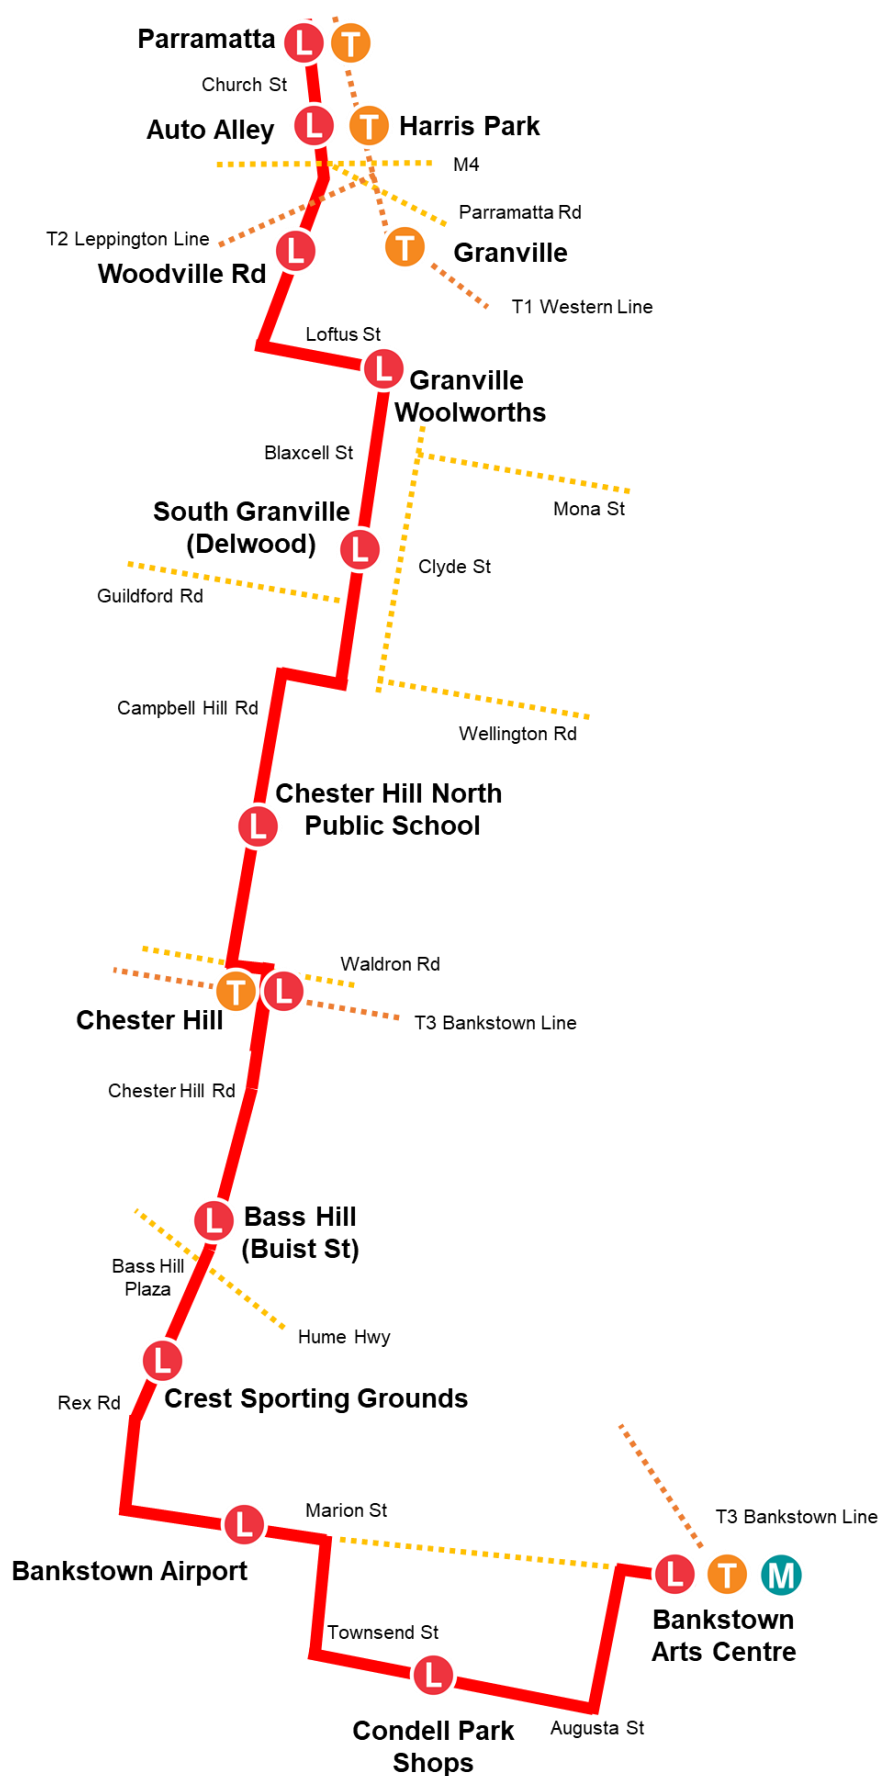 Parramatta
L
T
Church St
Auto Alley
L
T
Harris Park
M4
Parramatta Rd
T2 Leppington Line
L
T
Granville
Woodville Rd
T1 Western Line
Loftus St
L
Granville
Woolworths
Blaxcell St
Mona St
South Granville
(Delwood)
L
Clyde St
Guildford Rd
Campbell Hill Rd
Wellington Rd
Chester Hill North
Public School
L
Waldron Rd
T
L
Chester Hill
T3 Bankstown Line
Chester Hill Rd
L
Bass Hill
(Buist St)
Bass Hill
Plaza
Hume Hwy
L
Crest Sporting Grounds
Rex Rd
Marion St
T3 Bankstown Line
L
Bankstown Airport
L
T
M
Bankstown
Arts Centre
Townsend St
L
Condell Park
Shops
Augusta St